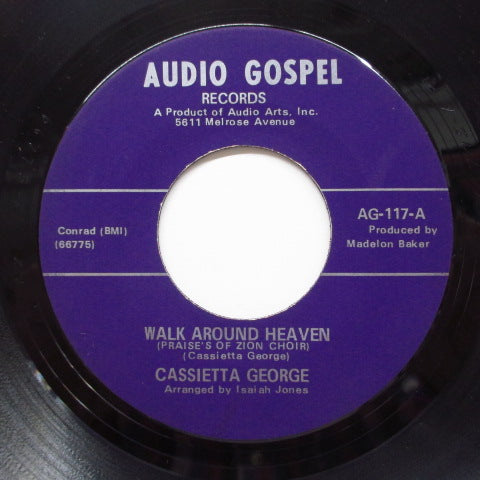 AUDIO GOSPEL
RECORDS
A Product of Audio Arts, Inc.
5611 Melrose Avenue
Conrad (BMI)
(66775)
AG-117-A
Produced by
Madelon Baker
WALK AROUND HEAVEN
(PRAISE'S OF ZION CHOIR)
(Cassietta George)
CASSIETTA GEORGE
Arranged by Isaiah Jones